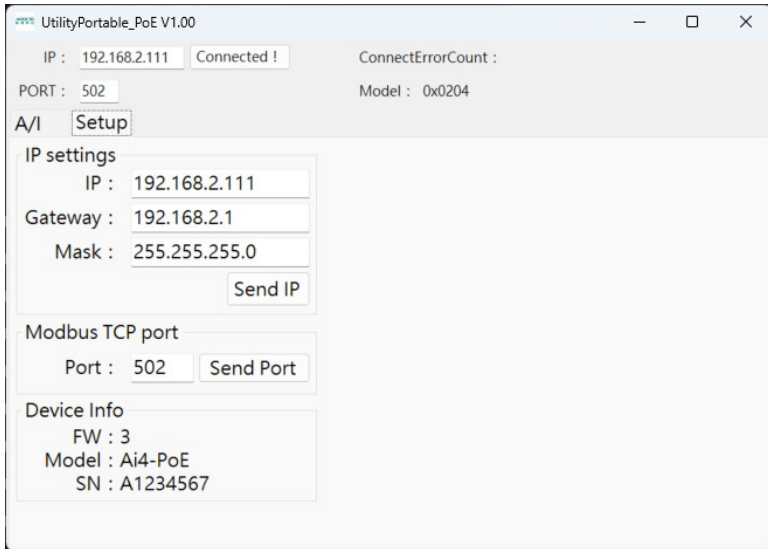 UtilityPortable_PoE V1.00
IP : 192.168.2.111 Connected ! ConnectErrorCount :
PORT : 502 Model : 0x0204
A/I Setup
IP settings
IP : 192.168.2.111
Gateway : 192.168.2.1
Mask : 255.255.255.0
Send IP
Modbus TCP port
Port : 502 Send Port
Device Info
FW : 3
Model : Ai4-PoE
SN : A1234567